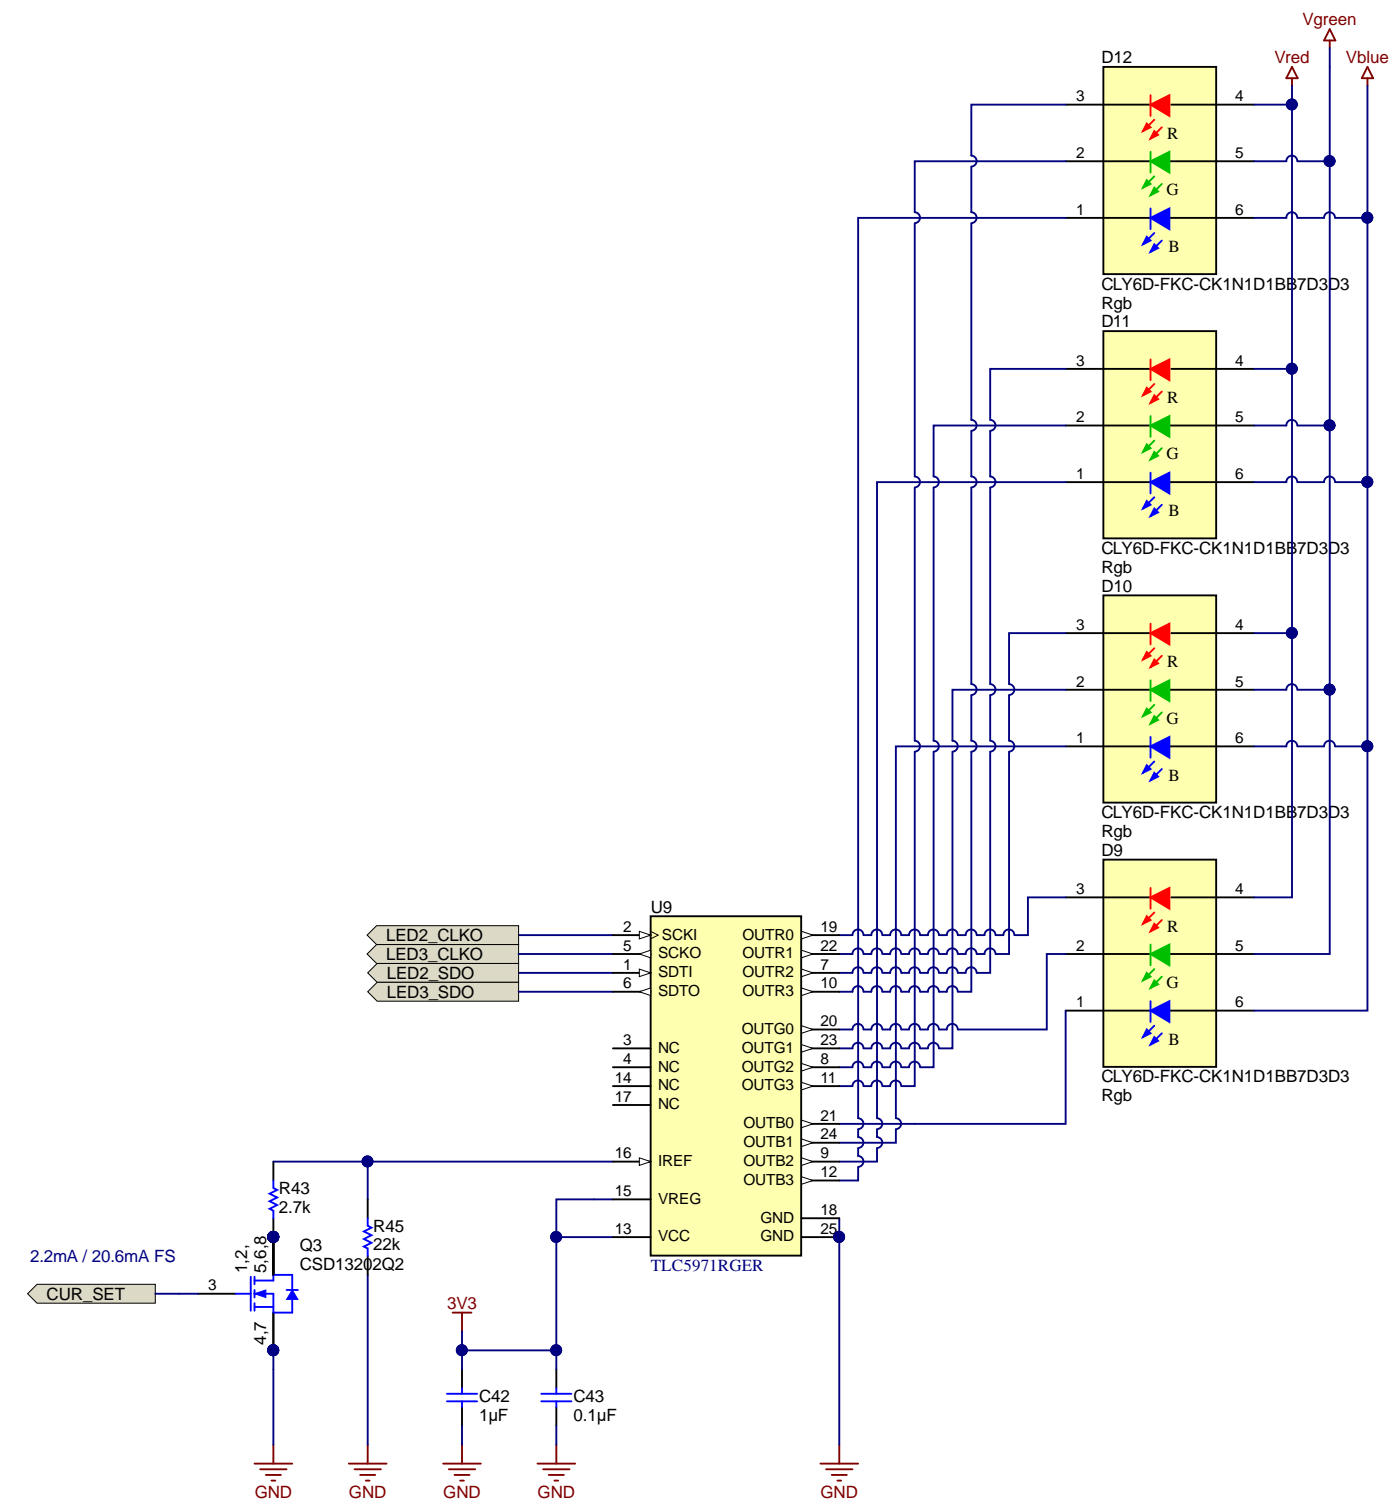 Vgreen
Vred
Vblue
D12
3
4
R
2
5
G
1
6
B
CLY6D-FKC-CK1N1D1BB7D3D3
Rgb
D11
3
4
R
2
5
G
1
6
B
CLY6D-FKC-CK1N1D1BB7D3D3
Rgb
D10
3
4
R
2
5
G
1
6
B
CLY6D-FKC-CK1N1D1BB7D3D3
Rgb
D9
3
4
R
2
5
G
1
6
B
CLY6D-FKC-CK1N1D1BB7D3D3
Rgb
U9
LED2_CLKO
2
SCKI
OUTR0
19
LED3_CLKO
5
SCKO
OUTR1
22
LED2_SDO
1
SDTI
OUTR2
7
LED3_SDO
6
SDTO
OUTR3
10
OUTG0
20
3
NC
OUTG1
23
4
NC
OUTG2
8
14
NC
OUTG3
11
17
NC
OUTB0
21
OUTB1
24
16
IREF
OUTB2
9
OUTB3
12
15
VREG
GND
18
13
VCC
GND
25
TLC5971RGER
R43
2.7k
R45
22k
Q3
CSD13202Q2
1,2,
5,6,8
4,7
2.2mA / 20.6mA FS
CUR_SET
3
3V3
C42
1µF
C43
0.1µF
GND
GND
GND
GND
GND